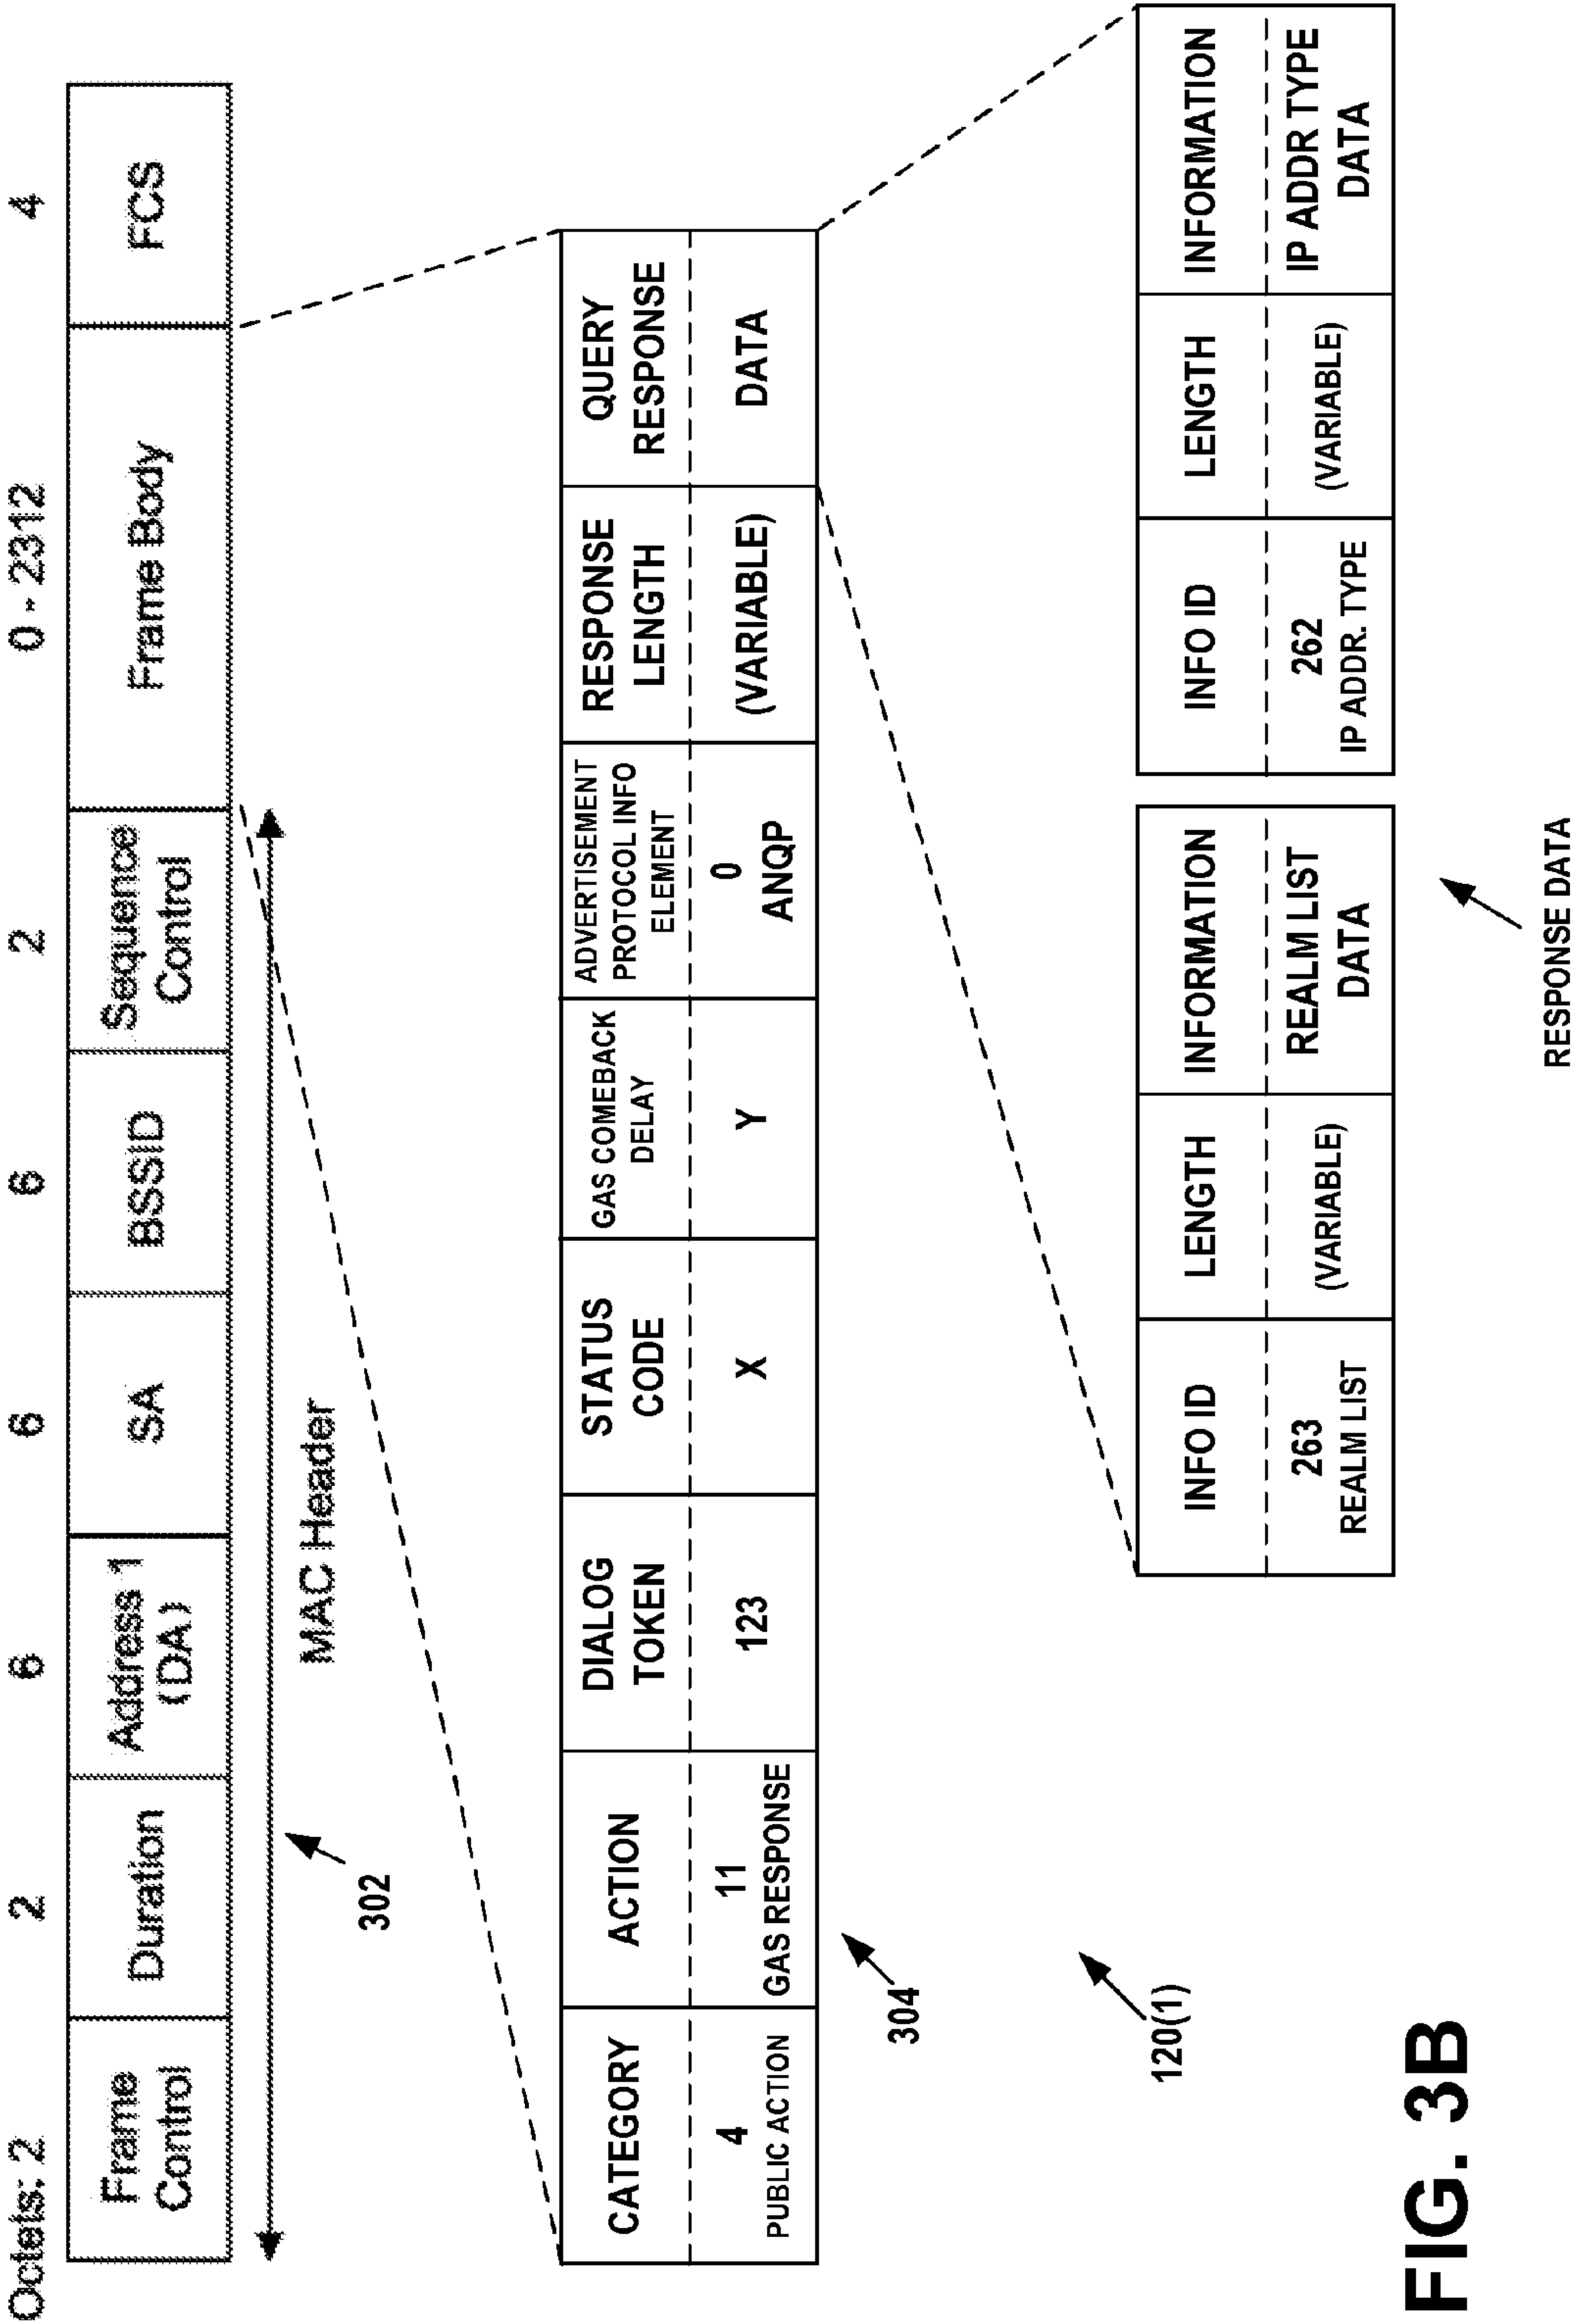 Octets: 2
2
6
6
6
2
0 - 2312
4
Frame
Control
Duration
Address 1
(DA)
SA
BSSID
Sequence
Control
Frame Body
FCS
MAC Header
302
CATEGORY
ACTION
DIALOG
TOKEN
STATUS
CODE
GAS COMEBACK
DELAY
ADVERTISEMENT
PROTOCOL INFO
ELEMENT
RESPONSE
LENGTH
QUERY
RESPONSE
4
PUBLIC ACTION
11
GAS RESPONSE
123
X
Y
0
ANQP
(VARIABLE)
DATA
304
120(1)
INFO ID
LENGTH
INFORMATION
263
REALM LIST
(VARIABLE)
REALM LIST
DATA
INFO ID
LENGTH
INFORMATION
262
IP ADDR. TYPE
(VARIABLE)
IP ADDR TYPE
DATA
RESPONSE DATA
FIG. 3B